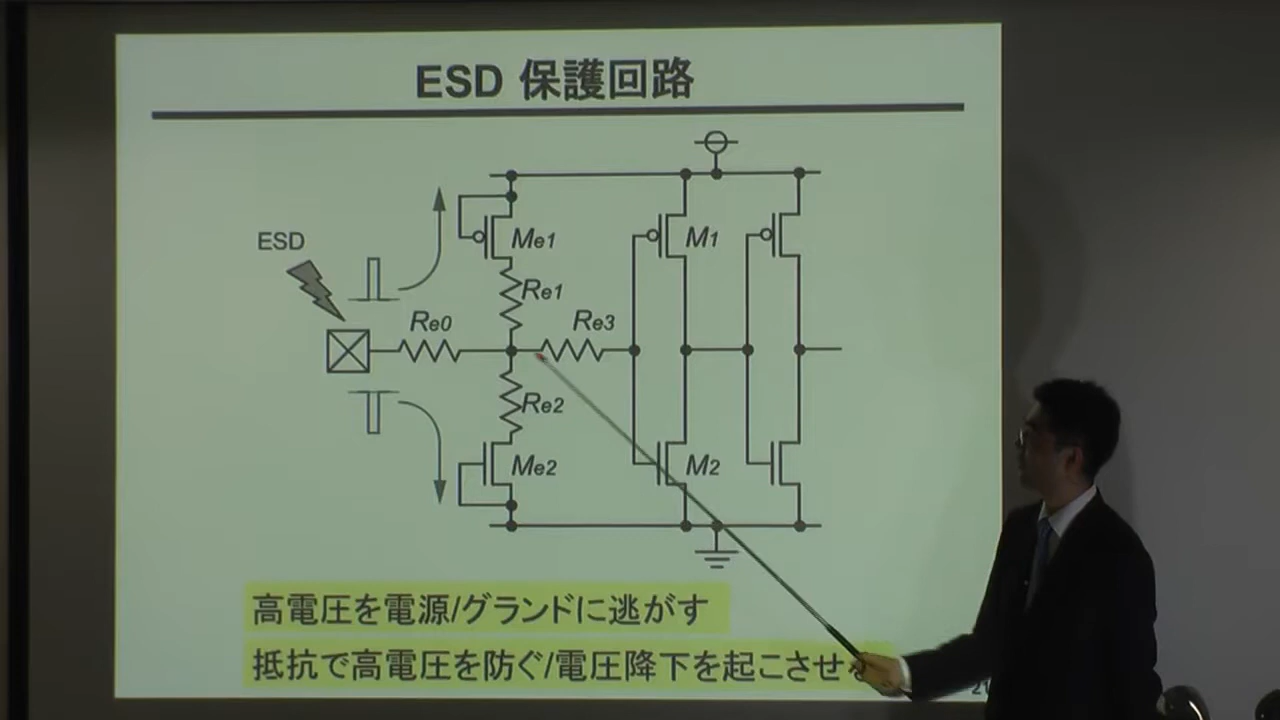 ESD 保護回路
ESD
Me1
M1
Re1
Re0
Re3
Re2
Me2
M2
高電圧を電源/グランドに逃がす
抵抗で高電圧を防ぐ/電圧降下を起こさせ